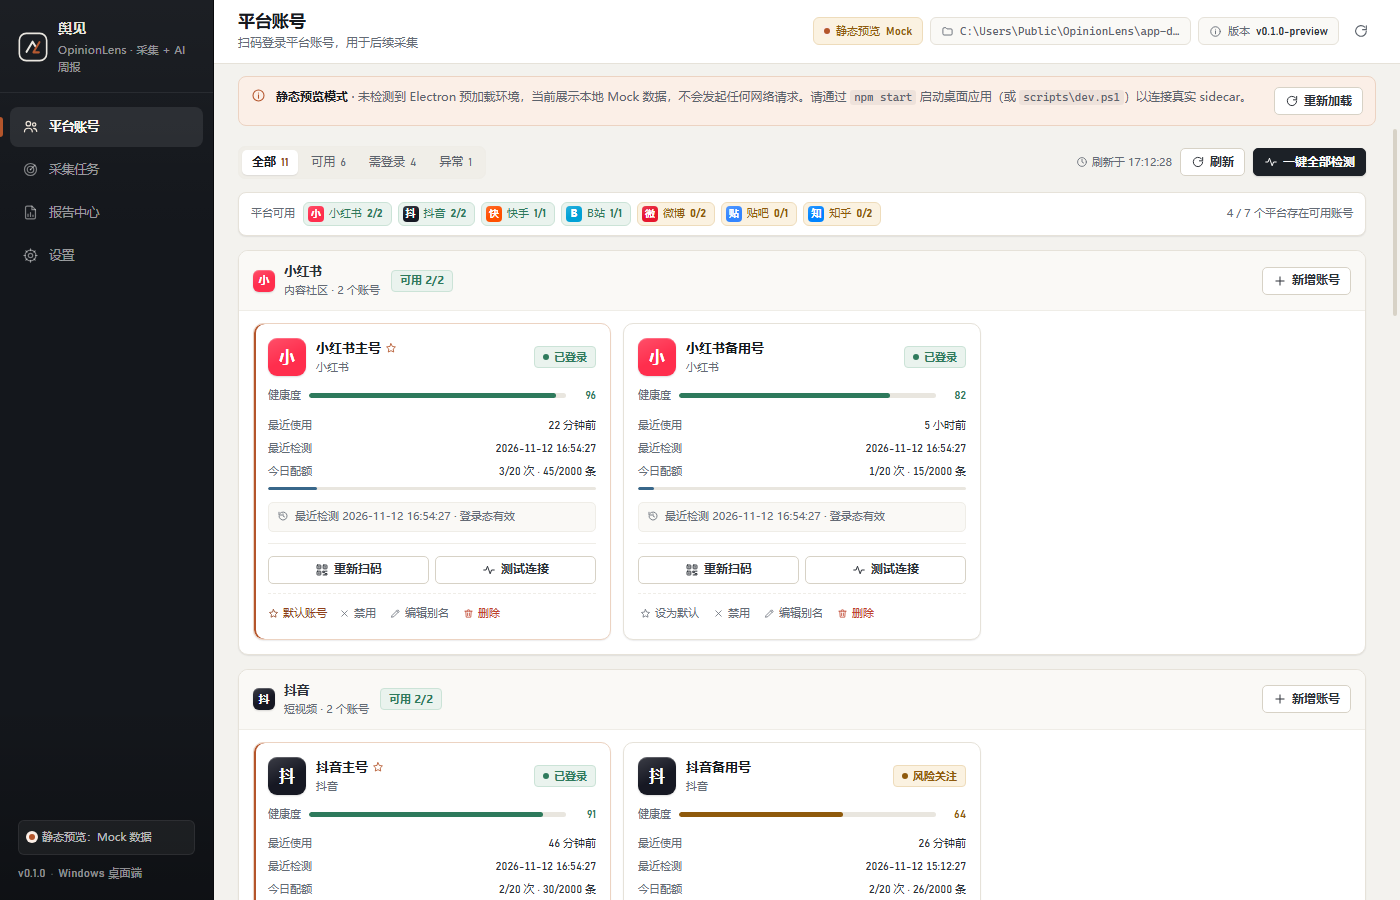 舆见
OpinionLens · 采集 + AI
周报
平台账号
采集任务
报告中心
设置
静态预览：Mock 数据
v0.1.0 · Windows 桌面端
平台账号
扫码登录平台账号，用于后续采集
静态预览 Mock
C:\Users\Public\OpinionLens\app-d…
版本 v0.1.0-preview
静态预览模式 · 未检测到 Electron 预加载环境，当前展示本地 Mock 数据，不会发起任何网络请求。请通过 npm start 启动桌面应用（或 scripts\dev.ps1）以连接真实 sidecar。
重新加载
全部 11 可用 6 需登录 4 异常 1
刷新于 17:12:28
刷新
一键全部检测
平台可用 小 小红书 2/2 抖 抖音 2/2 快 快手 1/1 B B站 1/1 微 微博 0/2 贴 贴吧 0/1 知 知乎 0/2
4 / 7 个平台存在可用账号
小 小红书
内容社区 · 2 个账号
可用 2/2
新增账号
小 小红书主号
小红书
已登录
健康度 96
最近使用 22 分钟前
最近检测 2026-11-12 16:54:27
今日配额 3/20 次 · 45/2000 条
最近检测 2026-11-12 16:54:27 · 登录态有效
重新扫码 测试连接
默认账号 禁用 编辑别名 删除
小 小红书备用号
小红书
已登录
健康度 82
最近使用 5 小时前
最近检测 2026-11-12 16:54:27
今日配额 1/20 次 · 15/2000 条
最近检测 2026-11-12 16:54:27 · 登录态有效
重新扫码 测试连接
设为默认 禁用 编辑别名 删除
抖 抖音
短视频 · 2 个账号
可用 2/2
新增账号
抖 抖音主号
抖音
已登录
健康度 91
最近使用 46 分钟前
最近检测 2026-11-12 16:54:27
今日配额 2/20 次 · 30/2000 条
抖 抖音备用号
抖音
风险关注
健康度 64
最近使用 26 分钟前
最近检测 2026-11-12 15:12:27
今日配额 2/20 次 · 26/2000 条